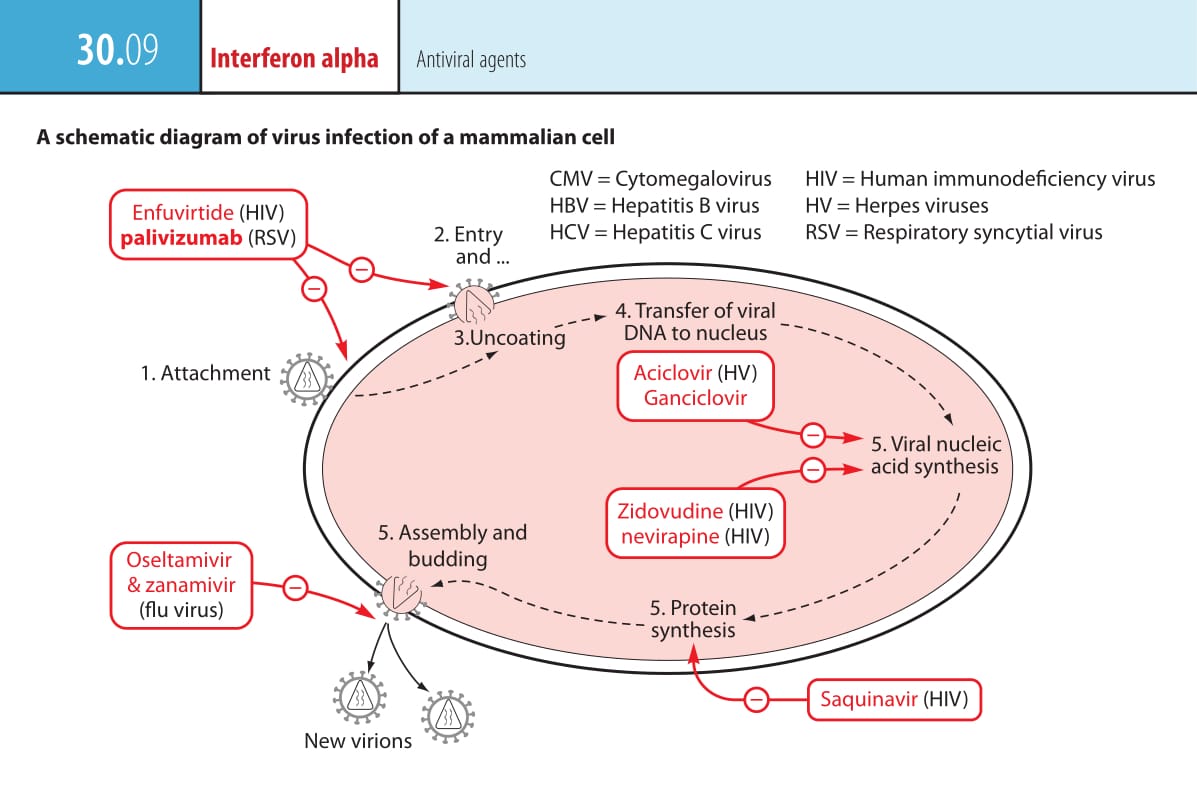 30.09
Interferon alpha
Antiviral agents
A schematic diagram of virus infection of a mammalian cell
CMV = Cytomegalovirus
HBV = Hepatitis B virus
HCV = Hepatitis C virus
HIV = Human immunodeficiency virus
HV = Herpes viruses
RSV = Respiratory syncytial virus
Enfuvirtide (HIV)
palivizumab (RSV)
2. Entry
and ...
1. Attachment
3.Uncoating
4. Transfer of viral
DNA to nucleus
Aciclovir (HV)
Ganciclovir
5. Viral nucleic
acid synthesis
Zidovudine (HIV)
nevirapine (HIV)
5. Assembly and
budding
Oseltamivir
& zanamivir
(flu virus)
5. Protein
synthesis
Saquinavir (HIV)
New virions